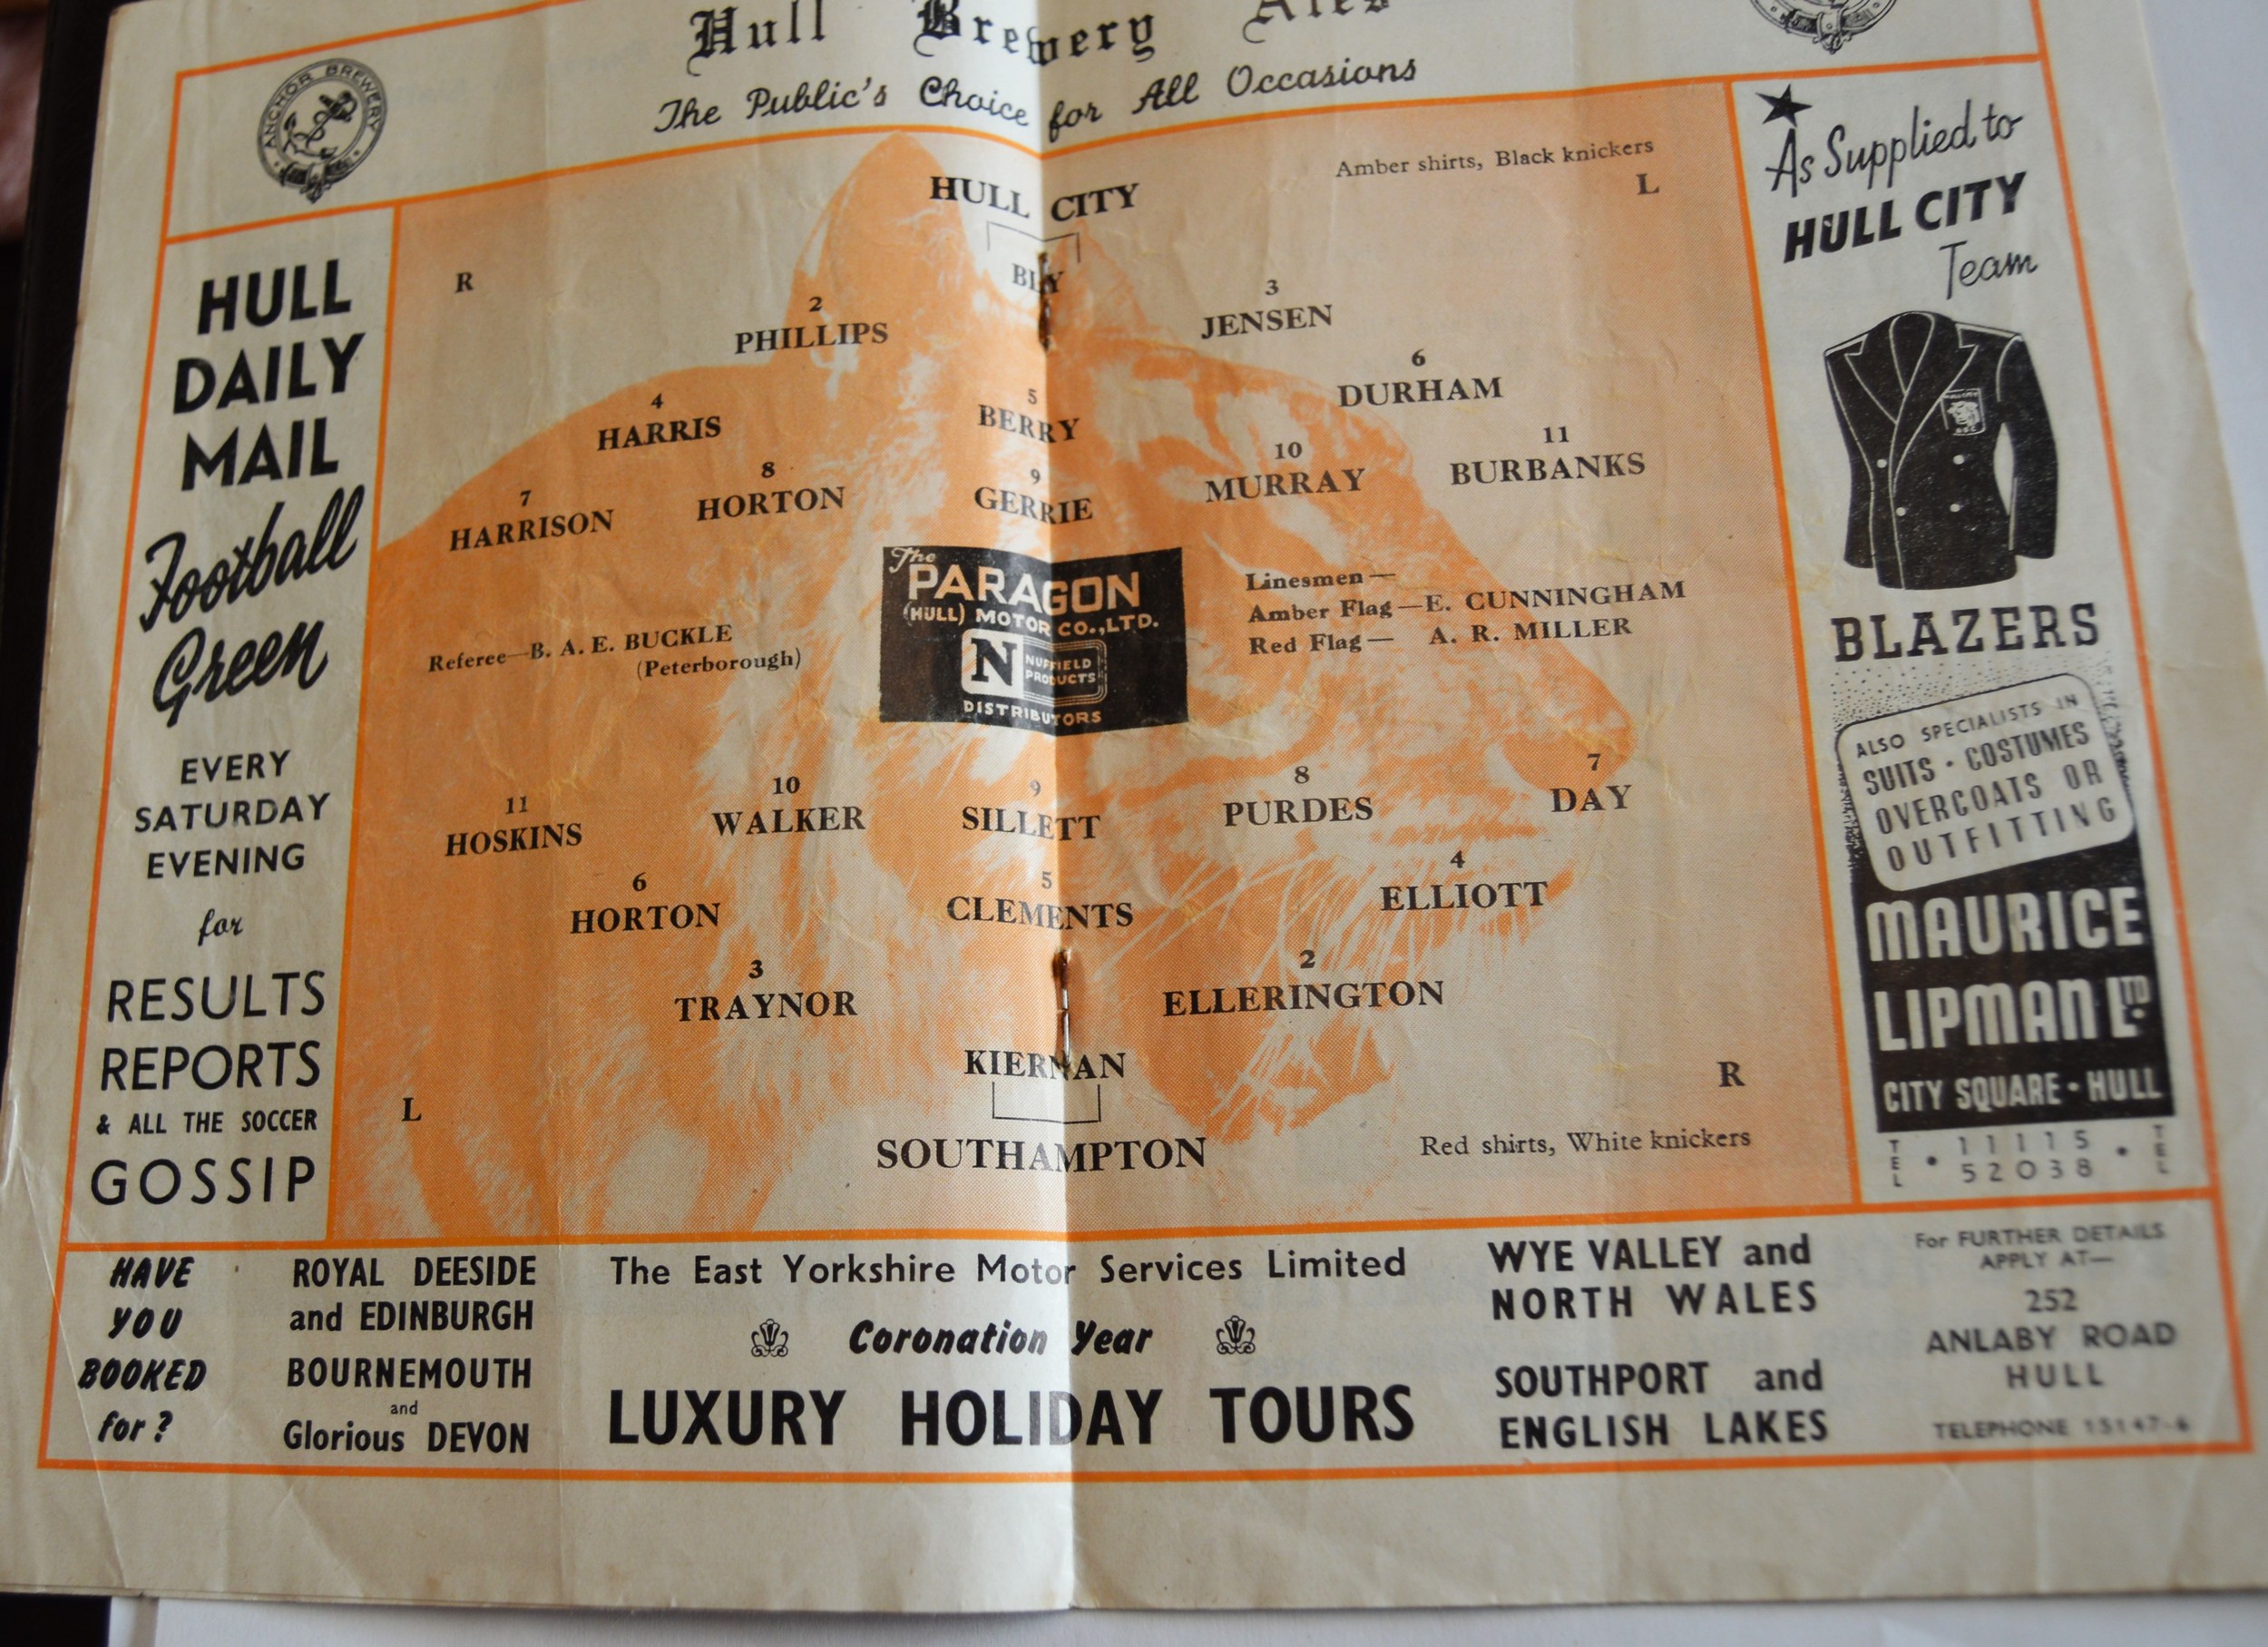 Hull Brewery Ales
The Public's Choice for All Occasions
ANCHOR BREWERY
HULL
DAILY
MAIL
Football
Green
EVERY
SATURDAY
EVENING
for
RESULTS
REPORTS
& ALL THE SOCCER
GOSSIP
HULL CITY
Amber shirts, Black knickers
R
L
BLY
2
PHILLIPS
3
JENSEN
4
HARRIS
5
BERRY
6
DURHAM
7
HARRISON
8
HORTON
9
GERRIE
10
MURRAY
11
BURBANKS
Referee—B. A. E. BUCKLE
(Peterborough)
The
PARAGON
(HULL) MOTOR CO., LTD.
N NUFFIELD
PRODUCTS
DISTRIBUTORS
Linesmen—
Amber Flag—E. CUNNINGHAM
Red Flag— A. R. MILLER
11
HOSKINS
10
WALKER
9
SILLETT
8
PURDES
7
DAY
6
HORTON
5
CLEMENTS
4
ELLIOTT
3
TRAYNOR
2
ELLERINGTON
KIERNAN
L
R
SOUTHAMPTON
Red shirts, White knickers
As Supplied to
HULL CITY
Team
BLAZERS
ALSO SPECIALISTS IN
SUITS · COSTUMES
OVERCOATS OR
OUTFITTING
MAURICE
LIPMAN LTD.
CITY SQUARE · HULL
TEL · 11115 · TEL
52038
HAVE
YOU
BOOKED
for?
ROYAL DEESIDE
and EDINBURGH
BOURNEMOUTH
and
Glorious DEVON
The East Yorkshire Motor Services Limited
Coronation Year
LUXURY HOLIDAY TOURS
WYE VALLEY and
NORTH WALES
SOUTHPORT and
ENGLISH LAKES
For FURTHER DETAILS
APPLY AT—
252
ANLABY ROAD
HULL
TELEPHONE